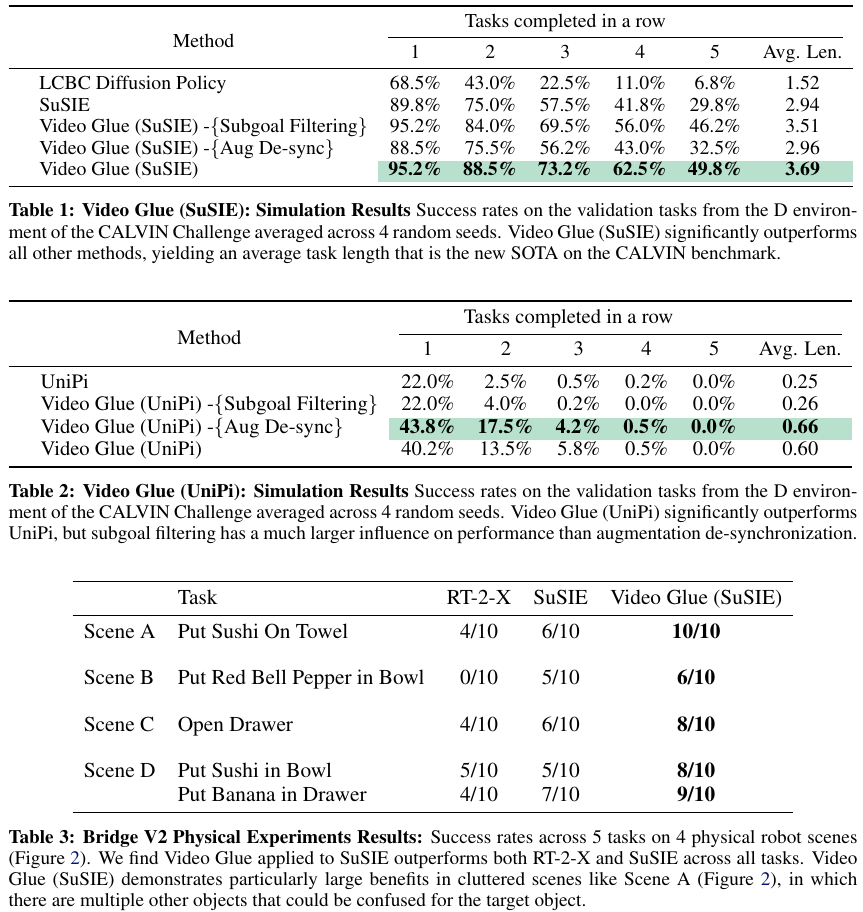 Method Tasks completed in a row
1 2 3 4 5 Avg. Len.
LCBC Diffusion Policy 68.5% 43.0% 22.5% 11.0% 6.8% 1.52
SuSIE 89.8% 75.0% 57.5% 41.8% 29.8% 2.94
Video Glue (SuSIE) -{Subgoal Filtering} 95.2% 84.0% 69.5% 56.0% 46.2% 3.51
Video Glue (SuSIE) -{Aug De-sync} 88.5% 75.5% 56.2% 43.0% 32.5% 2.96
Video Glue (SuSIE) 95.2% 88.5% 73.2% 62.5% 49.8% 3.69
Table 1: Video Glue (SuSIE): Simulation Results Success rates on the validation tasks from the D environ-
ment of the CALVIN Challenge averaged across 4 random seeds. Video Glue (SuSIE) significantly outperforms
all other methods, yielding an average task length that is the new SOTA on the CALVIN benchmark.
Method Tasks completed in a row
1 2 3 4 5 Avg. Len.
UniPi 22.0% 2.5% 0.5% 0.2% 0.0% 0.25
Video Glue (UniPi) -{Subgoal Filtering} 22.0% 4.0% 0.2% 0.0% 0.0% 0.26
Video Glue (UniPi) -{Aug De-sync} 43.8% 17.5% 4.2% 0.5% 0.0% 0.66
Video Glue (UniPi) 40.2% 13.5% 5.8% 0.5% 0.0% 0.60
Table 2: Video Glue (UniPi): Simulation Results Success rates on the validation tasks from the D environ-
ment of the CALVIN Challenge averaged across 4 random seeds. Video Glue (UniPi) significantly outperforms
UniPi, but subgoal filtering has a much larger influence on performance than augmentation de-synchronization.
Task RT-2-X SuSIE Video Glue (SuSIE)
Scene A Put Sushi On Towel 4/10 6/10 10/10
Scene B Put Red Bell Pepper in Bowl 0/10 5/10 6/10
Scene C Open Drawer 4/10 6/10 8/10
Scene D Put Sushi in Bowl 5/10 5/10 8/10
Put Banana in Drawer 4/10 7/10 9/10
Table 3: Bridge V2 Physical Experiments Results: Success rates across 5 tasks on 4 physical robot scenes
(Figure 2). We find Video Glue applied to SuSIE outperforms both RT-2-X and SuSIE across all tasks. Video
Glue (SuSIE) demonstrates particularly large benefits in cluttered scenes like Scene A (Figure 2), in which
there are multiple other objects that could be confused for the target object.